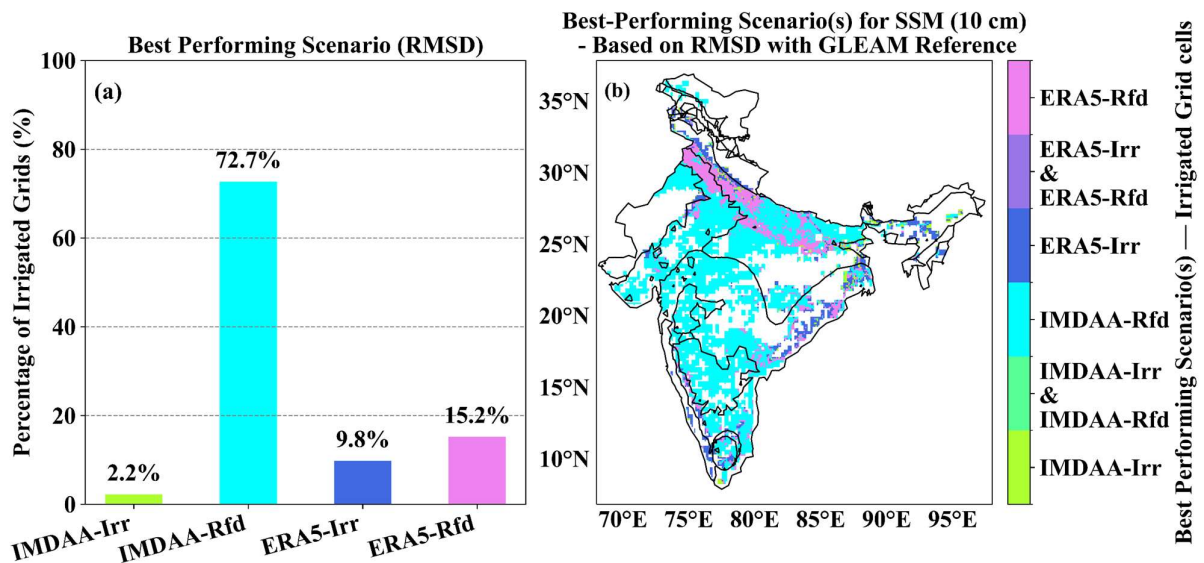 Best Performing Scenario (RMSD)
(a)
Percentage of Irrigated Grids (%)
100
80
60
40
20
0
2.2%
72.7%
9.8%
15.2%
IMDAA-Irr
IMDAA-Rfd
ERA5-Irr
ERA5-Rfd
Best-Performing Scenario(s) for SSM (10 cm)
- Based on RMSD with GLEAM Reference
(b)
35°N
30°N
25°N
20°N
15°N
10°N
70°E
75°E
80°E
85°E
90°E
95°E
ERA5-Rfd
ERA5-Irr
&
ERA5-Rfd
ERA5-Irr
IMDAA-Rfd
IMDAA-Irr
&
IMDAA-Rfd
IMDAA-Irr
Best Performing Scenario(s) — Irrigated Grid cells